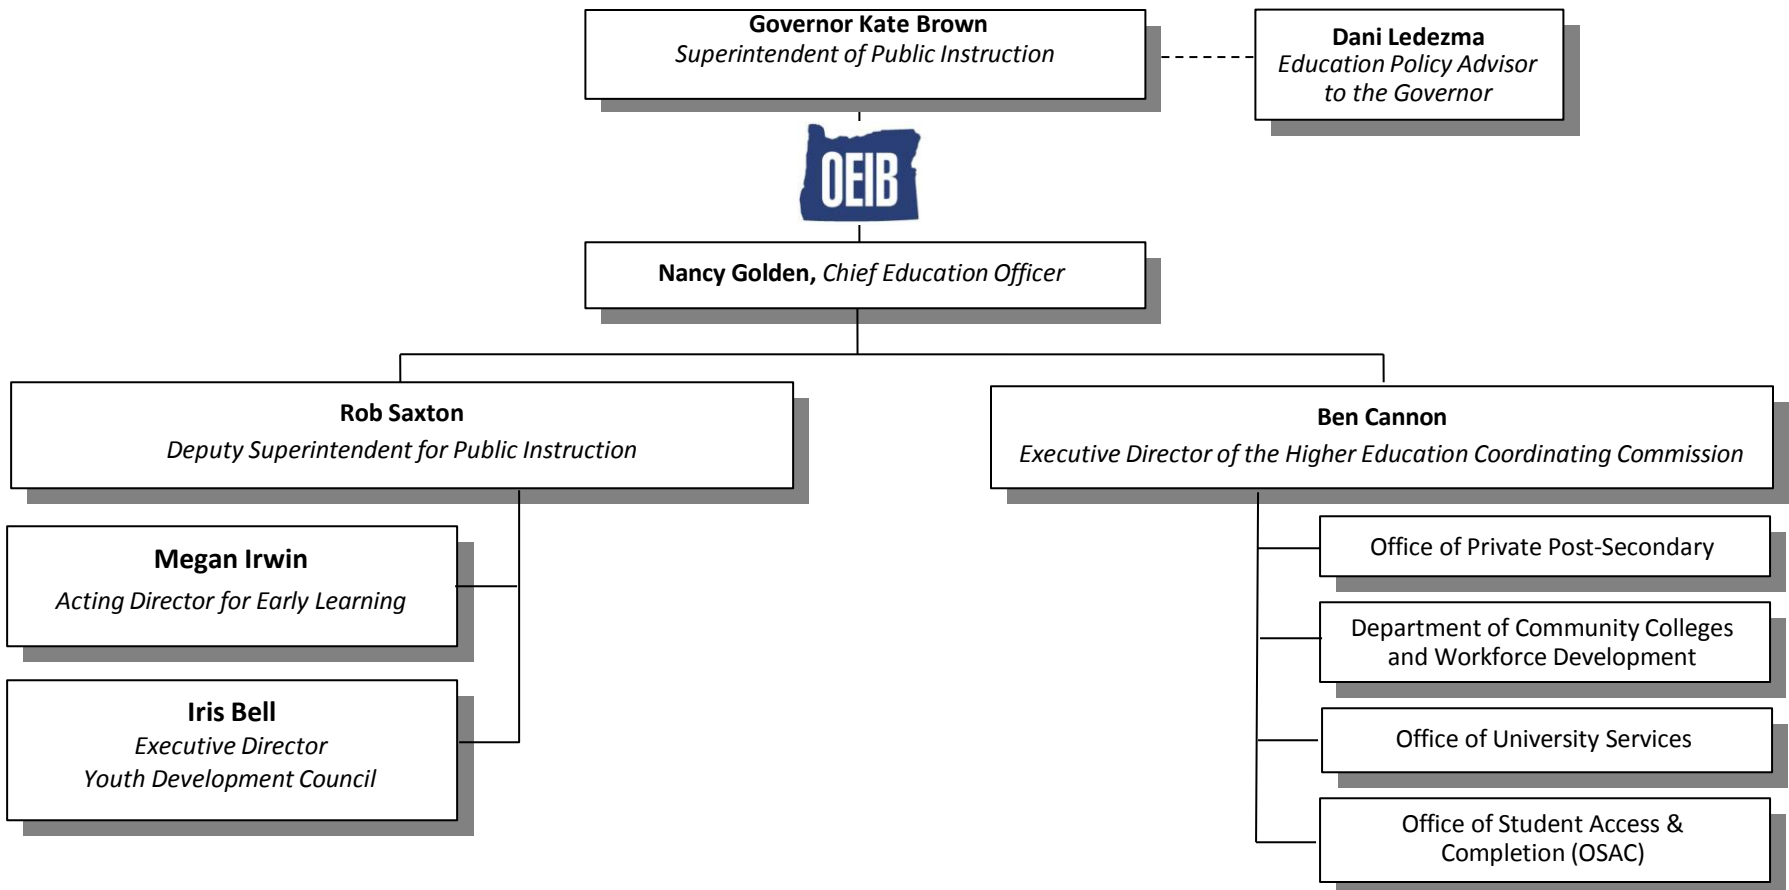 Governor Kate Brown
Superintendent of Public Instruction
Dani Ledezma
Education Policy Advisor
to the Governor
OEIB
Nancy Golden, Chief Education Officer
Rob Saxton
Deputy Superintendent for Public Instruction
Ben Cannon
Executive Director of the Higher Education Coordinating Commission
Megan Irwin
Acting Director for Early Learning
Iris Bell
Executive Director
Youth Development Council
Office of Private Post-Secondary
Department of Community Colleges
and Workforce Development
Office of University Services
Office of Student Access &
Completion (OSAC)